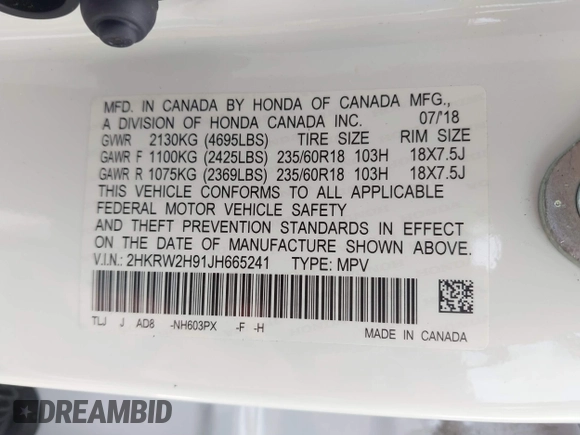 MFD. IN CANADA BY HONDA OF CANADA MFG.,
A DIVISION OF HONDA CANADA INC. 07/'18
GVWR 2130KG (4695LBS) TIRE SIZE RIM SIZE
GAWR F 1100KG (2425LBS) 235/60R18 103H 18X7.5J
GAWR R 1075KG (2369LBS) 235/60R18 103H 18X7.5J
THIS VEHICLE CONFORMS TO ALL APPLICABLE
FEDERAL MOTOR VEHICLE SAFETY
AND THEFT PREVENTION STANDARDS IN EFFECT
ON THE DATE OF MANUFACTURE SHOWN ABOVE.
V.I.N.: 2HKRW2H91JH665241 TYPE: MPV
TLJ J AD8 -NH603PX -F -H
MADE IN CANADA
DREAMBID